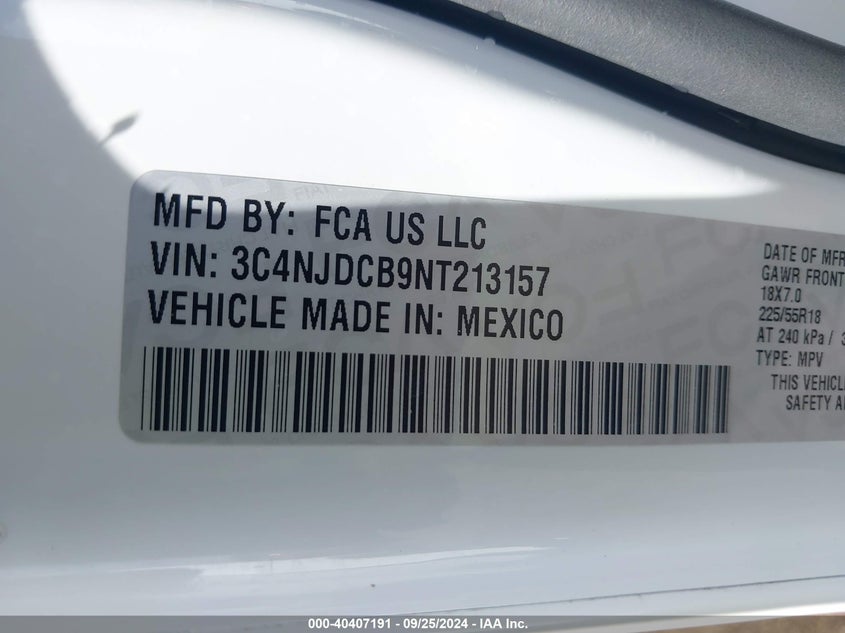 MFD BY: FCA US LLC
VIN: 3C4NJDCB9NT213157
VEHICLE MADE IN: MEXICO
DATE OF MFR
GAWR FRONT
18X7.0
225/55R18
AT 240 kPa / 3
TYPE: MPV
THIS VEHICL
SAFETY A
000-40407191 - 09/25/2024 - IAA Inc.